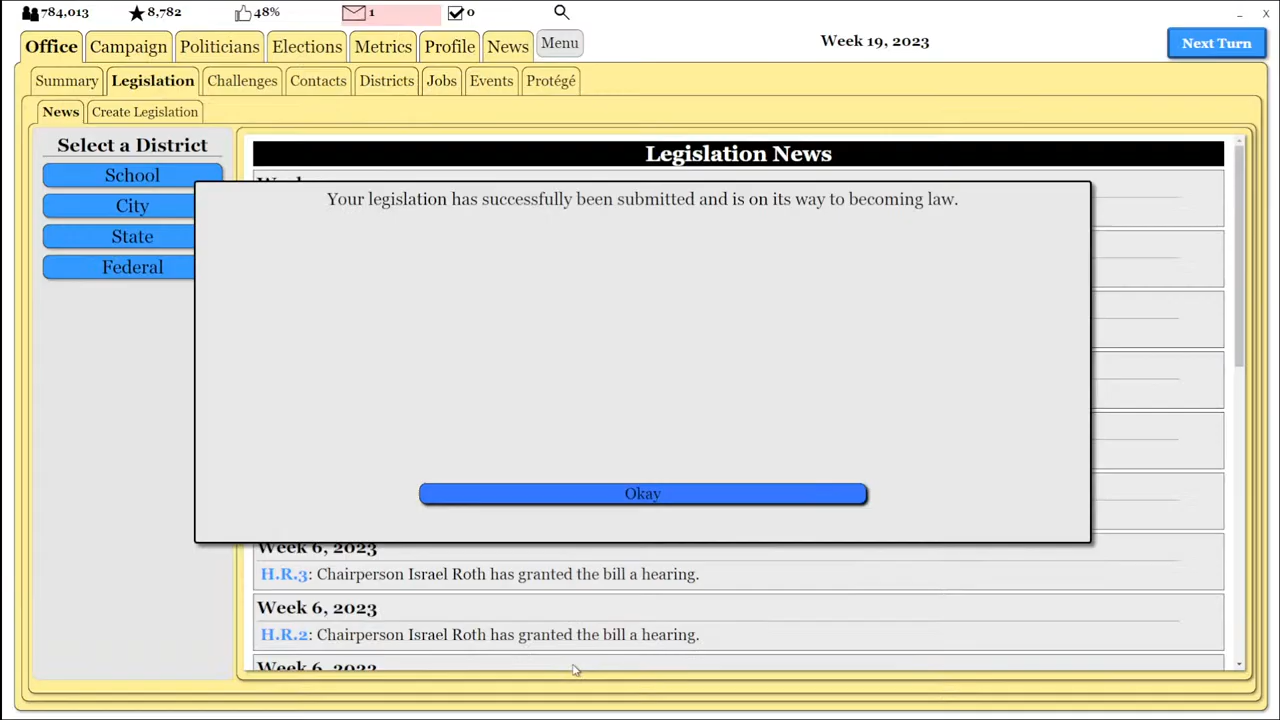 784,013 8,782 48% 1 0
Office Campaign Politicians Elections Metrics Profile News Menu Week 19, 2023 Next Turn
Summary Legislation Challenges Contacts Districts Jobs Events Protégé
News Create Legislation
Select a District
School
City
State
Federal
Legislation News
Your legislation has successfully been submitted and is on its way to becoming law.
Okay
Week 6, 2023
H.R.3: Chairperson Israel Roth has granted the bill a hearing.
Week 6, 2023
H.R.2: Chairperson Israel Roth has granted the bill a hearing.
Week 6, 2023